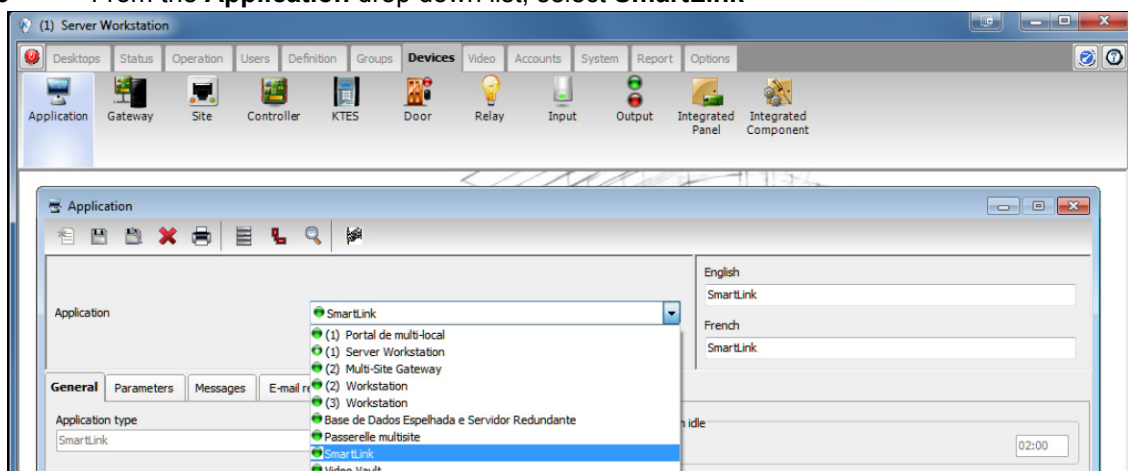 From the Application drop-down list, select SmartLink
(1) Server Workstation
Desktops Status Operation Users Definition Groups Devices Video Accounts System Report Options
Application Gateway Site Controller KTES Door Relay Input Output Integrated Panel Integrated Component
Application
English
SmartLink
Application
SmartLink
French
SmartLink
(1) Portal de multi-local
(1) Server Workstation
(2) Multi-Site Gateway
(2) Workstation
(3) Workstation
Base de Dados Espelhada e Servidor Redundante
Passerelle multisite
SmartLink
Video Vault
General Parameters Messages E-mail re
Application type
SmartLink
n idle
02:00